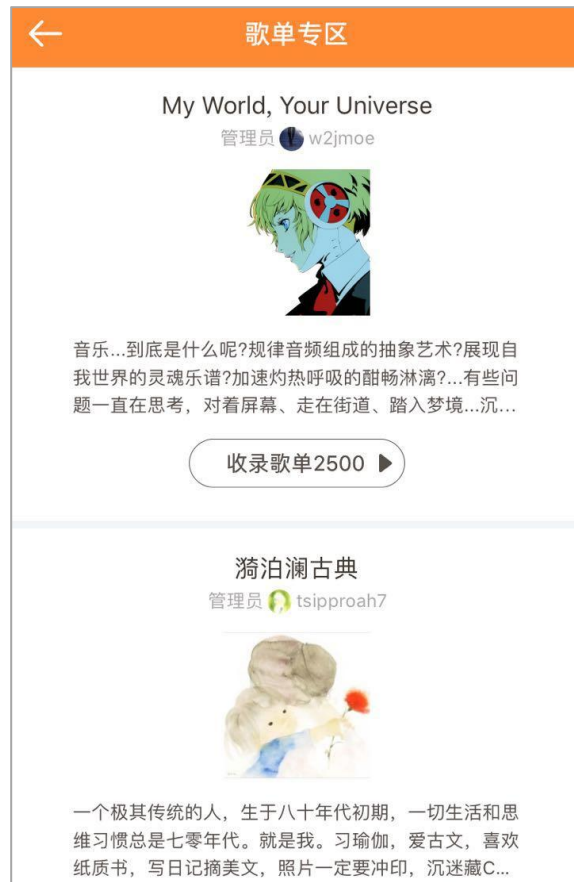 歌单专区
My World, Your Universe
管理员 w2jmoe
音乐...到底是什么呢?规律音频组成的抽象艺术?展现自
我世界的灵魂乐谱?加速灼热呼吸的酣畅淋漓?...有些问
题一直在思考，对着屏幕、走在街道、踏入梦境...沉...
收录歌单2500
漪泊澜古典
管理员 tsipproah7
一个极其传统的人，生于八十年代初期，一切生活和思
维习惯总是七零年代。就是我。习瑜伽，爱古文，喜欢
纸质书，写日记摘美文，照片一定要冲印，沉迷藏C...